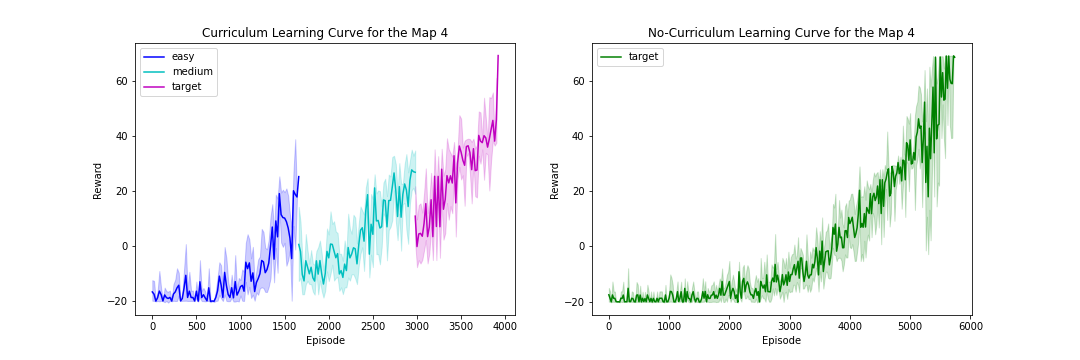 Curriculum Learning Curve for the Map 4
easy
medium
target
60
40
20
0
−20
Reward
0
500
1000
1500
2000
2500
3000
3500
4000
Episode
No-Curriculum Learning Curve for the Map 4
target
60
40
20
0
−20
Reward
0
1000
2000
3000
4000
5000
6000
Episode